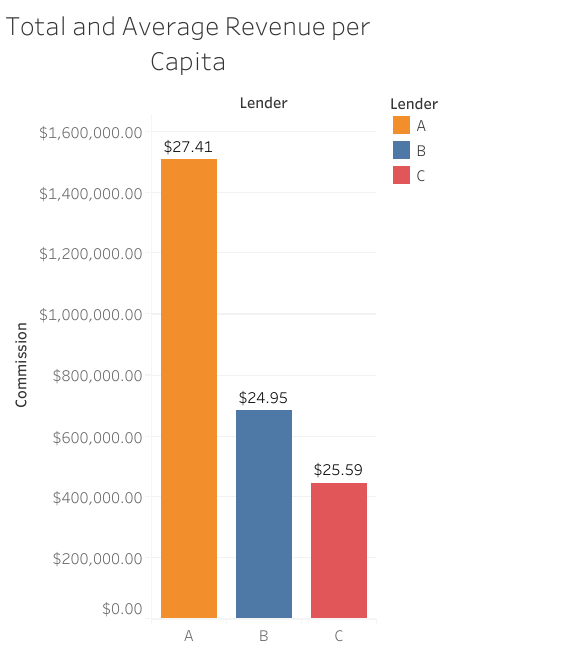 Total and Average Revenue per
Capita
Lender
Lender
A
B
C
Commission
$1,600,000.00
$1,400,000.00
$1,200,000.00
$1,000,000.00
$800,000.00
$600,000.00
$400,000.00
$200,000.00
$0.00
$27.41
$24.95
$25.59
A
B
C